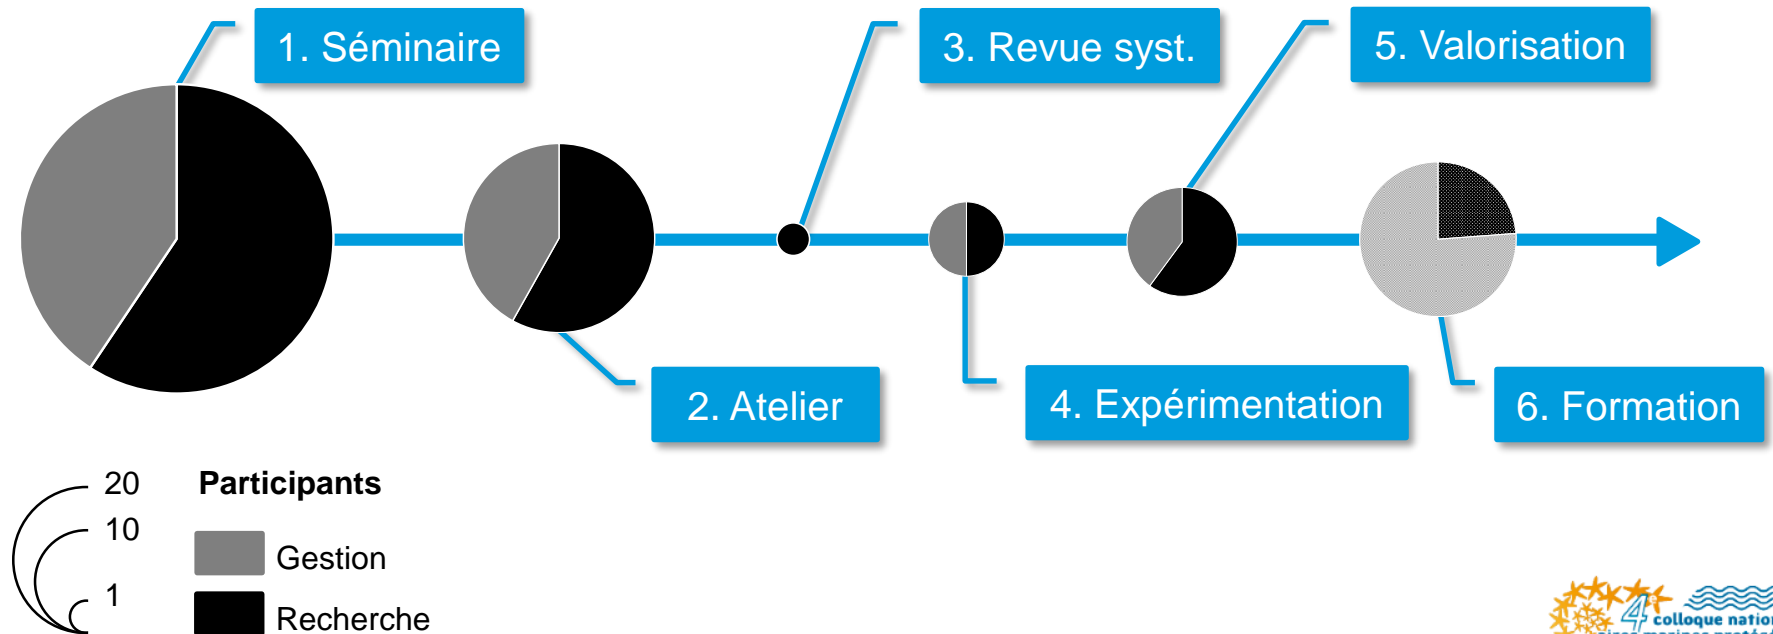 1. Séminaire
3. Revue syst.
5. Valorisation
2. Atelier
4. Expérimentation
6. Formation
20
10
1
Participants
Gestion
Recherche
4e colloque